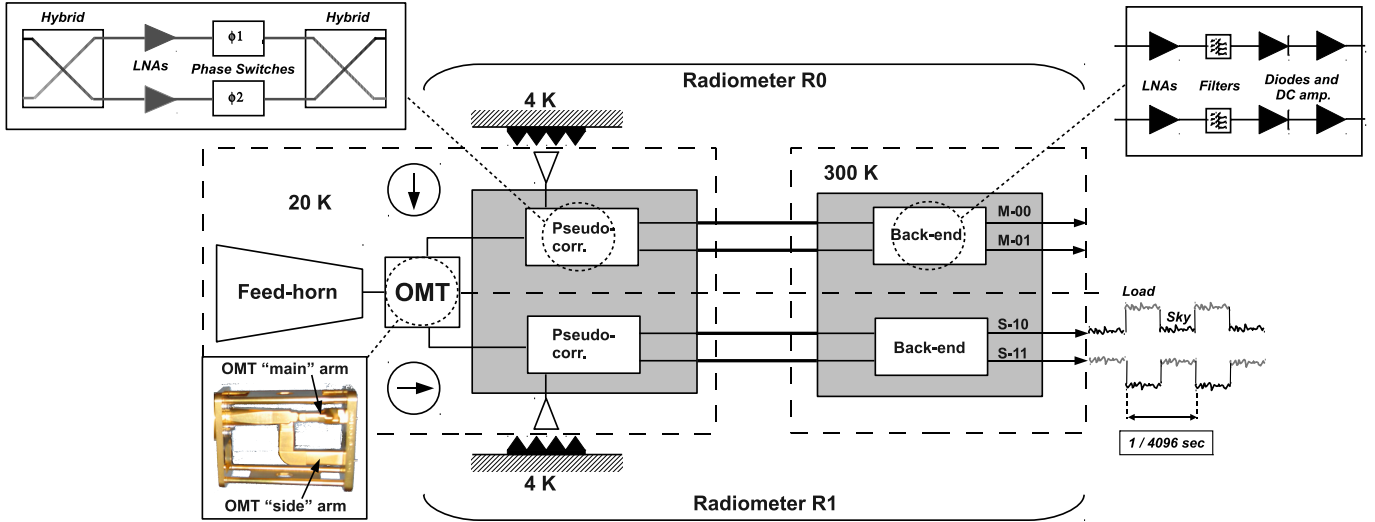 Hybrid
Hybrid
ϕ1
LNAs
Phase Switches
ϕ2
Radiometer R0
LNAs
Filters
Diodes and
DC amp.
4 K
20 K
300 K
Pseudo-
corr.
Back-end
M-00
M-01
Feed-horn
OMT
Pseudo-
corr.
Back-end
S-10
S-11
Load
Sky
1 / 4096 sec
OMT “main” arm
OMT “side” arm
4 K
Radiometer R1